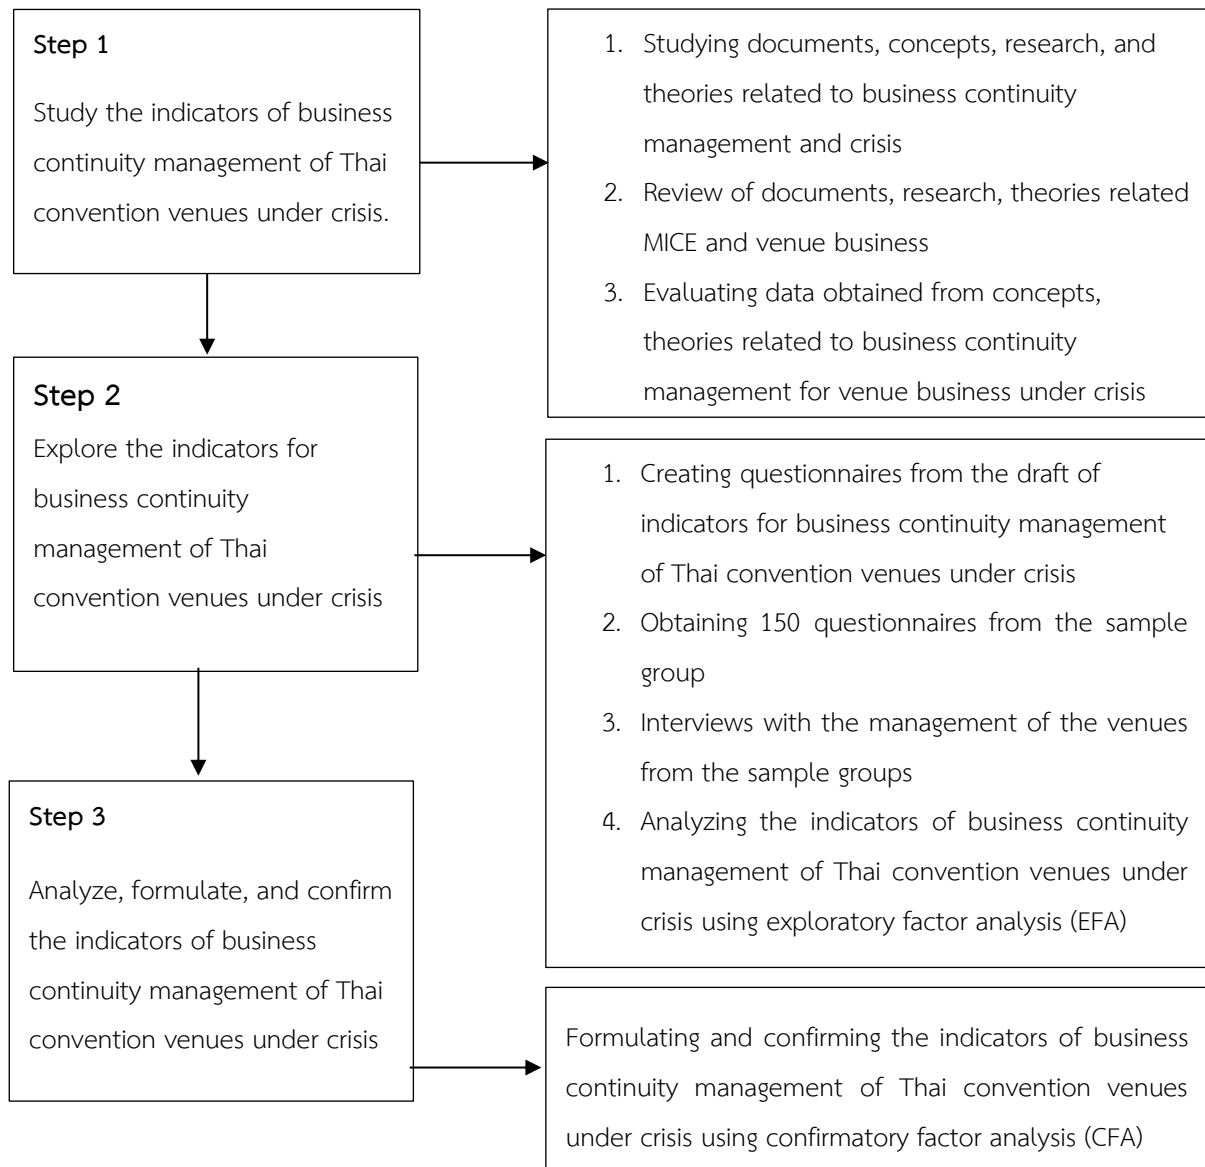 Step 1
Study the indicators of business
continuity management of Thai
convention venues under crisis.
1. Studying documents, concepts, research, and
theories related to business continuity
management and crisis
2. Review of documents, research, theories related
MICE and venue business
3. Evaluating data obtained from concepts,
theories related to business continuity
management for venue business under crisis
Step 2
Explore the indicators for
business continuity
management of Thai
convention venues under crisis
1. Creating questionnaires from the draft of
indicators for business continuity management
of Thai convention venues under crisis
2. Obtaining 150 questionnaires from the sample
group
3. Interviews with the management of the venues
from the sample groups
4. Analyzing the indicators of business continuity
management of Thai convention venues under
crisis using exploratory factor analysis (EFA)
Step 3
Analyze, formulate, and confirm
the indicators of business
continuity management of Thai
convention venues under crisis
Formulating and confirming the indicators of business
continuity management of Thai convention venues
under crisis using confirmatory factor analysis (CFA)